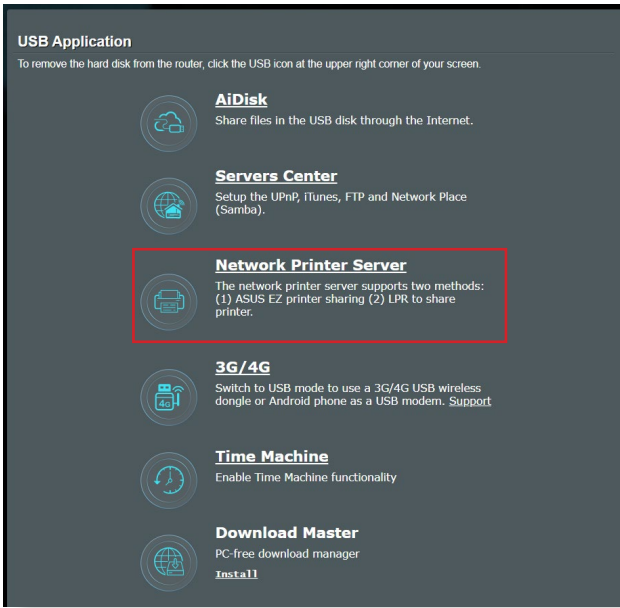 USB Application
To remove the hard disk from the router, click the USB icon at the upper right corner of your screen.
AiDisk
Share files in the USB disk through the Internet.
Servers Center
Setup the UPnP, iTunes, FTP and Network Place
(Samba).
Network Printer Server
The network printer server supports two methods:
(1) ASUS EZ printer sharing (2) LPR to share
printer.
3G/4G
Switch to USB mode to use a 3G/4G USB wireless
dongle or Android phone as a USB modem. Support
4G
Time Machine
Enable Time Machine functionality
Download Master
PC-free download manager
Install